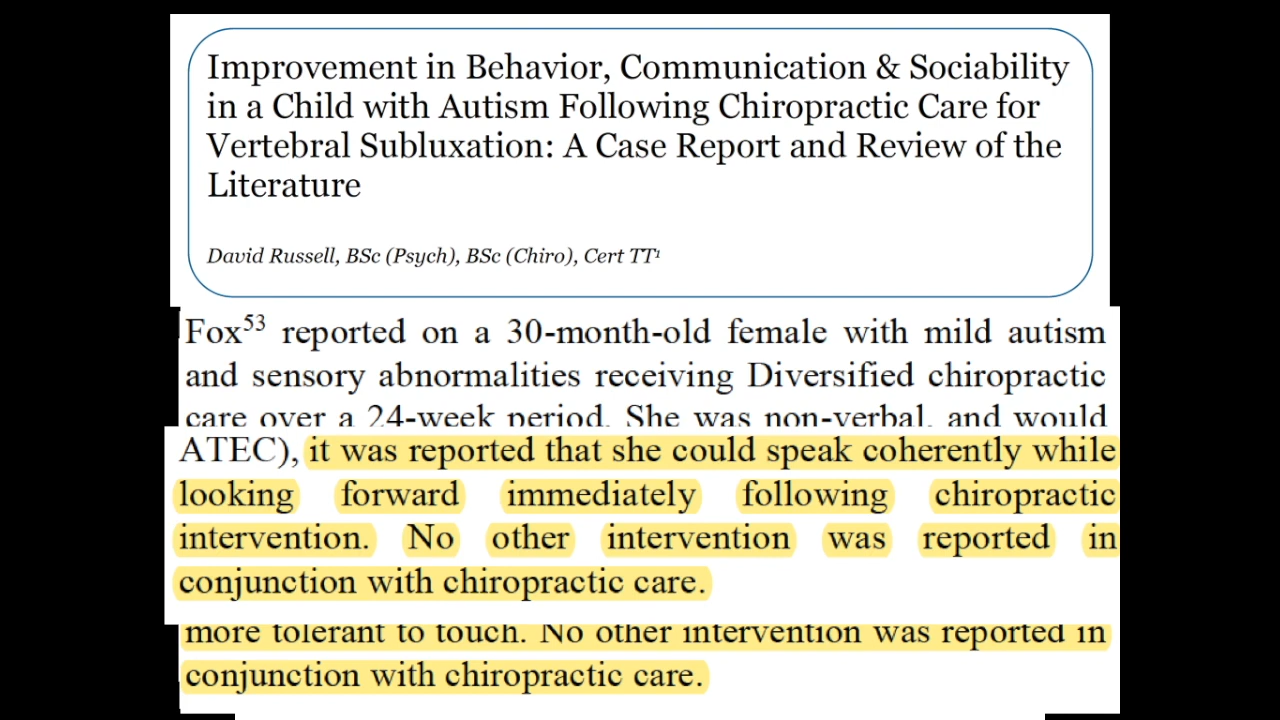 Improvement in Behavior, Communication & Sociability
in a Child with Autism Following Chiropractic Care for
Vertebral Subluxation: A Case Report and Review of the
Literature
David Russell, BSc (Psych), BSc (Chiro), Cert TT¹
Fox⁵³ reported on a 30-month-old female with mild autism
and sensory abnormalities receiving Diversified chiropractic
care over a 24-week period. She was non-verbal, and would
ATEC), it was reported that she could speak coherently while
looking forward immediately following chiropractic
intervention. No other intervention was reported in
conjunction with chiropractic care.
more tolerant to touch. No other intervention was reported in
conjunction with chiropractic care.